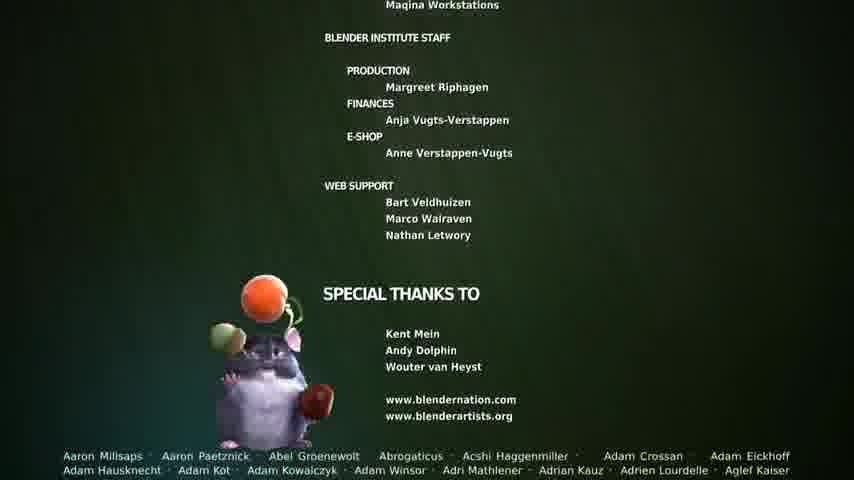 Maqina Workstations
BLENDER INSTITUTE STAFF
PRODUCTION
Margreet Riphagen
FINANCES
Anja Vugts-Verstappen
E-SHOP
Anne Verstappen-Vugts
WEB SUPPORT
Bart Veldhuizen
Marco Walraven
Nathan Letwory
SPECIAL THANKS TO
Kent Mein
Andy Dolphin
Wouter van Heyst
www.blendernation.com
www.blenderartists.org
Aaron Millsaps · Aaron Paetznick · Abel Groenewolt · Abrogaticus · Acshi Haggenmiller · Adam Crossan · Adam Eickhoff
Adam Hausknecht · Adam Kot · Adam Kowalczyk · Adam Winsor · Adri Mathlener · Adrian Kauz · Adrien Lourdelle · Aglef Kaiser